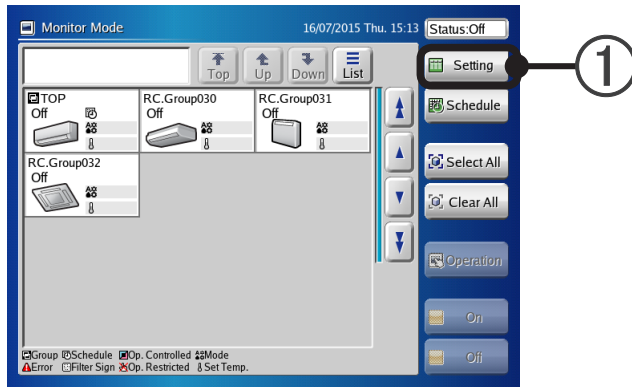 Monitor Mode 16/07/2015 Thu. 15:13 Status:Off
Top Up Down List
Setting
1
Schedule
Select All
Clear All
Operation
On
Off
TOP
Off
RC.Group030
Off
RC.Group031
Off
RC.Group032
Off
Group Schedule Op. Controlled Mode
Error Filter Sign Op. Restricted Set Temp.